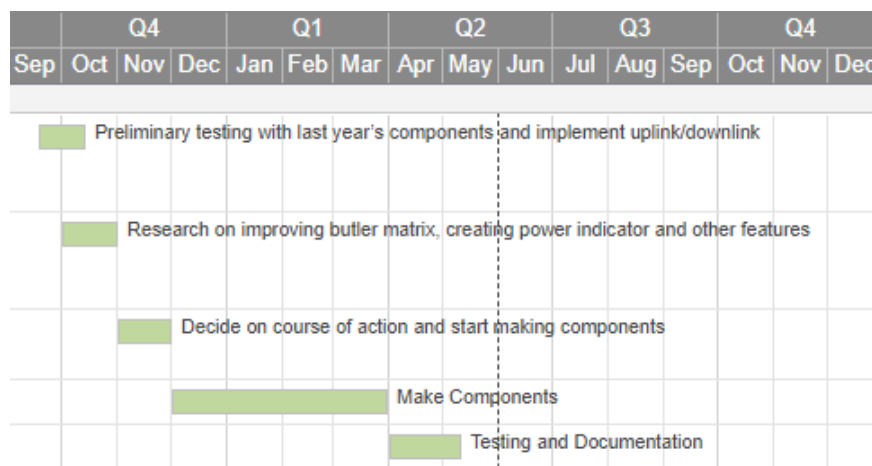 Q4 Q1 Q2 Q3 Q4
Sep Oct Nov Dec Jan Feb Mar Apr May Jun Jul Aug Sep Oct Nov Dec
Preliminary testing with last year's components and implement uplink/downlink
Research on improving butler matrix, creating power indicator and other features
Decide on course of action and start making components
Make Components
Testing and Documentation